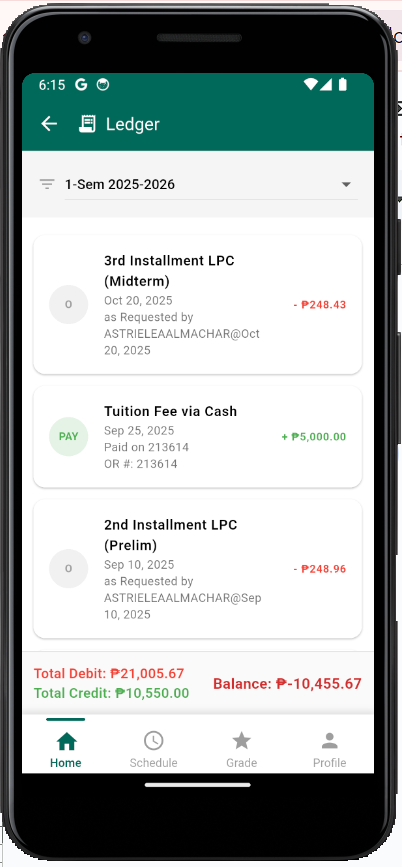 6:15
Ledger
1-Sem 2025-2026
3rd Installment LPC
(Midterm)
Oct 20, 2025
as Requested by
ASTRIELEAALMACHAR@Oct
20, 2025
O
- ₱248.43
Tuition Fee via Cash
Sep 25, 2025
Paid on 213614
OR #: 213614
PAY
+ ₱5,000.00
2nd Installment LPC
(Prelim)
Sep 10, 2025
as Requested by
ASTRIELEAALMACHAR@Sep
10, 2025
O
- ₱248.96
Total Debit: ₱21,005.67
Total Credit: ₱10,550.00
Balance: ₱-10,455.67
Home
Schedule
Grade
Profile